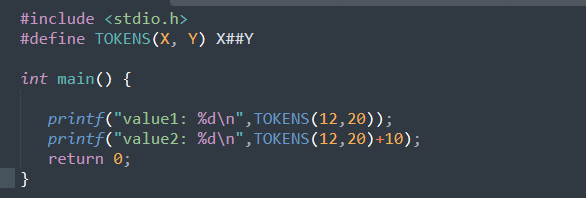 #include <stdio.h>
#define TOKENS(X, Y) X##Y
int main() {
printf("value1: %d\n",TOKENS(12,20));
printf("value2: %d\n",TOKENS(12,20)+10);
return 0;
}